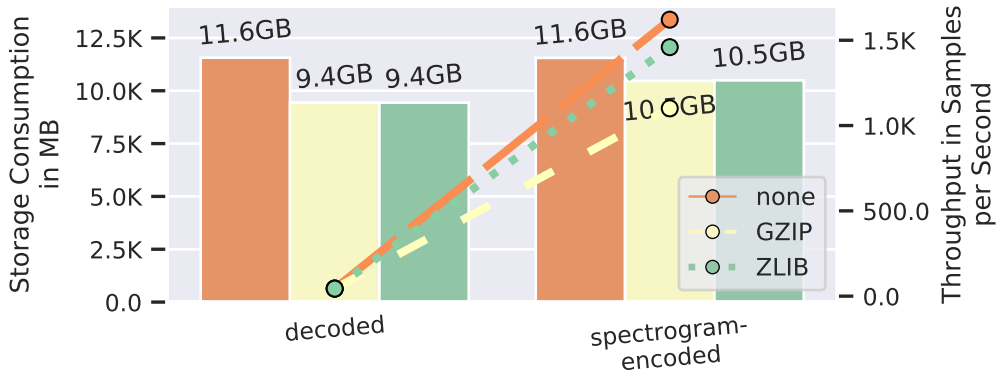 Storage Consumption
in MB
12.5K
10.0K
7.5K
5.0K
2.5K
0.0
11.6GB
9.4GB
9.4GB
11.6GB
10.5GB
1.5K
1.0K
500.0
0.0
Throughput in Samples
per Second
none
GZIP
ZLIB
decoded
spectrogram-
encoded